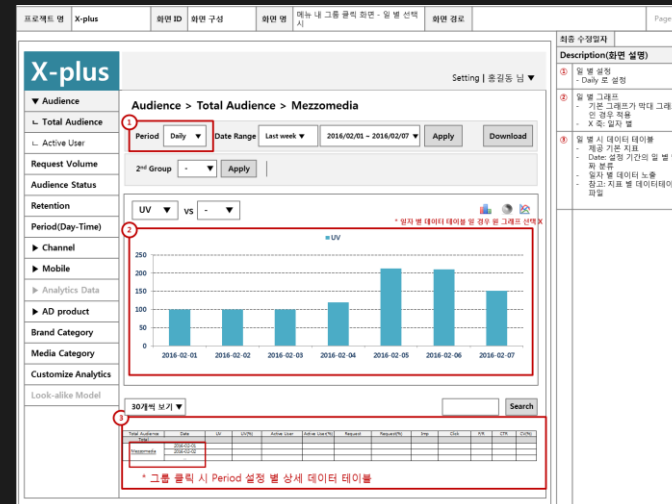 프로젝트 명 X-plus 화면 ID 화면 구성 화면 명 메뉴 내 그룹 클릭 화면 - 일 별 선택 시 화면 경로 Page
최종 수정일자
Description(화면 설명)
① 일 별 설정
- Daily 로 설정
② 일 별 그래프
- 기본 그래프가 막대 그래
인 경우 적용
- X 축: 일자 별
③ 일 별 시 데이터 테이블
- 제공 기본 지표
- Date: 설정 기간의 일 별
짜 분류
- 일자 별 데이터 노출
- 참고: 지표 별 데이터테이
파일
X-plus
Setting | 홍길동 님 ▼
▼ Audience
ㄴ Total Audience
ㄴ Active User
Request Volume
Audience Status
Retention
Period(Day-Time)
▶ Channel
▶ Mobile
▶ Analytics Data
▶ AD product
Brand Category
Media Category
Customize Analytics
Look-alike Model
Audience > Total Audience > Mezzomedia
1
Period Daily ▼ Date Range Last week ▼ 2016/02/01 ~ 2016/02/07 ▼ Apply Download
2nd Group - ▼ Apply
UV ▼ vs - ▼
* 일자 별 데이터 테이블 일 경우 원 그래프 선택 X
2
UV
250
200
150
100
50
0
2016-02-01 2016-02-02 2016-02-03 2016-02-04 2016-02-05 2016-02-06 2016-02-07
30개씩 보기 ▼ Search
3
Total Audience Date UV UV(%) Active User Active User(%) Request Request(%) Imp Click F/R CTR CV(%)
Total
Mezzomedia 2016-02-01
2016-02-02
* 그룹 클릭 시 Period 설정 별 상세 데이터 테이블